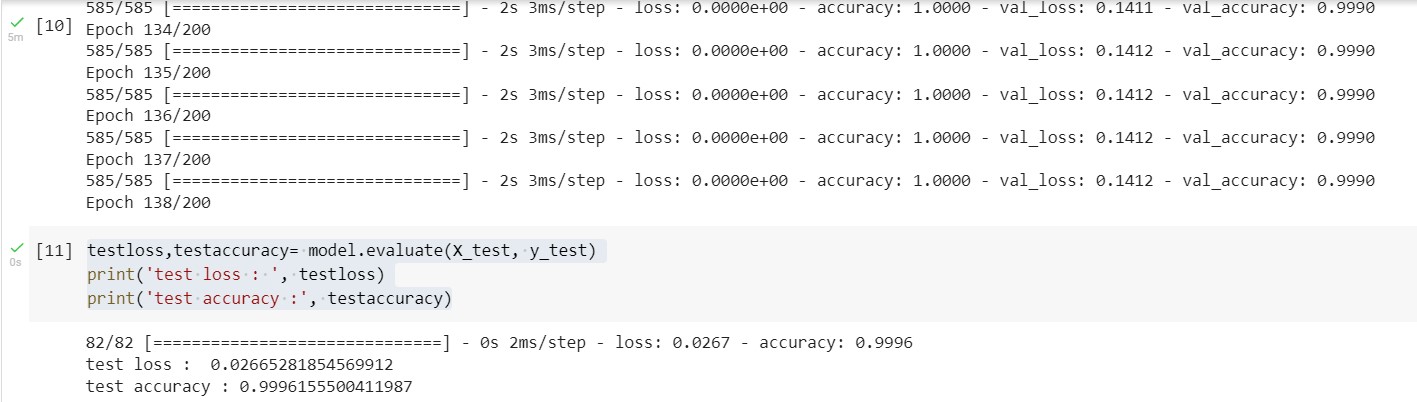 585/585 [==============================] - 2s 3ms/step - loss: 0.0000e+00 - accuracy: 1.0000 - val_loss: 0.1411 - val_accuracy: 0.9990
[10] Epoch 134/200
5m
585/585 [==============================] - 2s 3ms/step - loss: 0.0000e+00 - accuracy: 1.0000 - val_loss: 0.1412 - val_accuracy: 0.9990
Epoch 135/200
585/585 [==============================] - 2s 3ms/step - loss: 0.0000e+00 - accuracy: 1.0000 - val_loss: 0.1412 - val_accuracy: 0.9990
Epoch 136/200
585/585 [==============================] - 2s 3ms/step - loss: 0.0000e+00 - accuracy: 1.0000 - val_loss: 0.1412 - val_accuracy: 0.9990
Epoch 137/200
585/585 [==============================] - 2s 3ms/step - loss: 0.0000e+00 - accuracy: 1.0000 - val_loss: 0.1412 - val_accuracy: 0.9990
Epoch 138/200
[11] testloss,testaccuracy= model.evaluate(X_test, y_test)
0s
print('test loss : ', testloss)
print('test accuracy :', testaccuracy)
82/82 [==============================] - 0s 2ms/step - loss: 0.0267 - accuracy: 0.9996
test loss :  0.02665281854569912
test accuracy : 0.9996155500411987